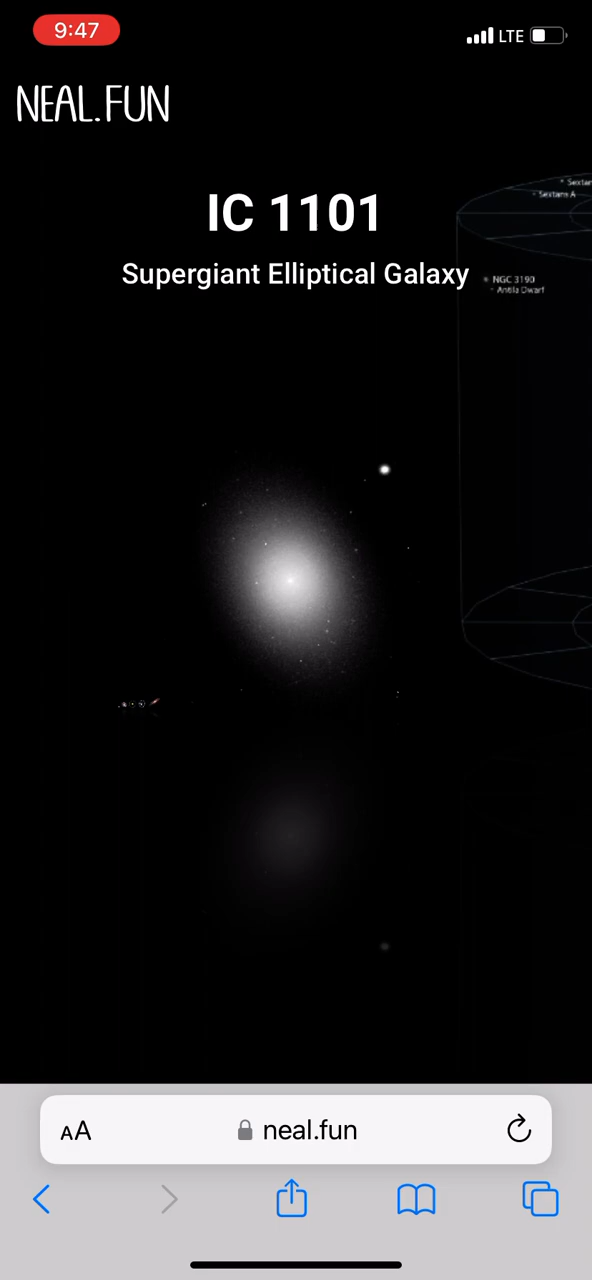 9:47
LTE
NEAL.FUN
IC 1101
Supergiant Elliptical Galaxy
Sextans A
NGC 3190
Antlia Dwarf
AA
neal.fun